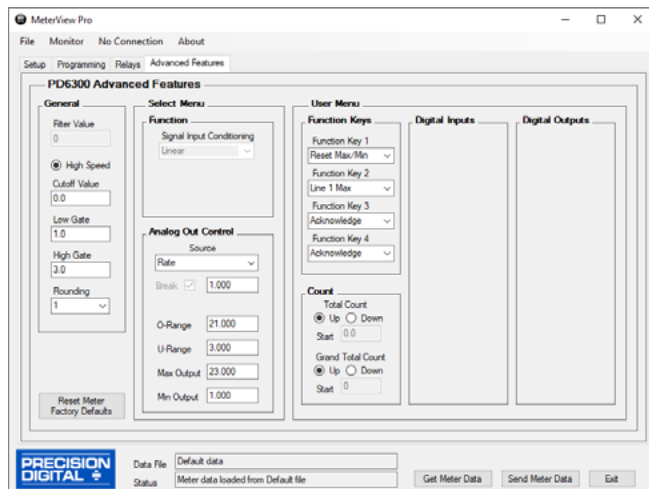 MeterView Pro
File Monitor No Connection About
Setup Programming Relays Advanced Features
PD6300 Advanced Features
General
Filter Value
0
High Speed
Cutoff Value
0.0
Low Gate
1.0
High Gate
3.0
Rounding
1
Reset Meter
Factory Defaults
Select Menu
Function
Signal Input Conditioning
Linear
Analog Out Control
Source
Rate
Break 1.000
O-Range 21.000
U-Range 3.000
Max Output 23.000
Min Output 1.000
User Menu
Function Keys
Function Key 1
Reset Max/Min
Function Key 2
Line 1 Max
Function Key 3
Acknowledge
Function Key 4
Acknowledge
Count
Total Count
Up Down
Start 0.0
Grand Total Count
Up Down
Start 0
Digital Inputs
Digital Outputs
PRECISION
DIGITAL
Data File Default data
Status Meter data loaded from Default file
Get Meter Data Send Meter Data Exit